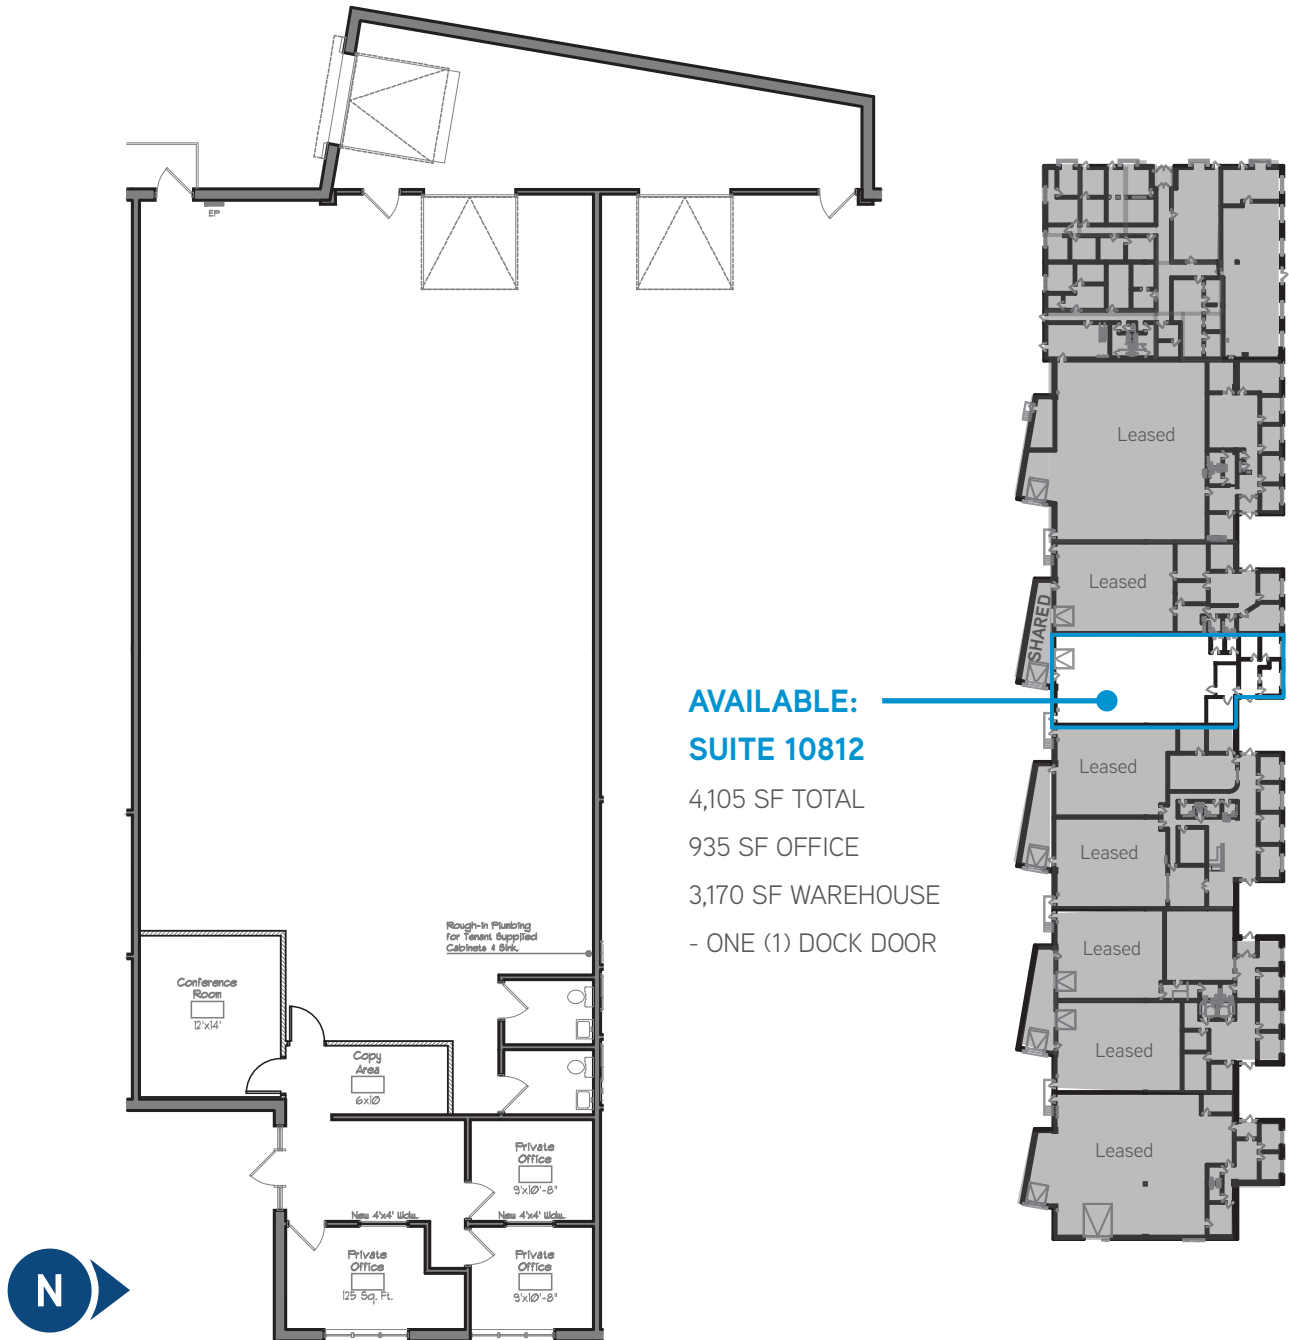 EP
Rough-in Plumbing
for Tenant Supplied
Cabinets & Sink.
Conference
Room
12'x14'
Copy
Area
6x10
Private
Office
9'x10'-8"
New 4'x4' Wdw.
New 4'x4' Wdw.
Private
Office
125 Sq. Ft.
Private
Office
9'x10'-8"
N
AVAILABLE:
SUITE 10812
4,105 SF TOTAL
935 SF OFFICE
3,170 SF WAREHOUSE
- ONE (1) DOCK DOOR
Leased
Leased
SHARED
Leased
Leased
Leased
Leased
Leased